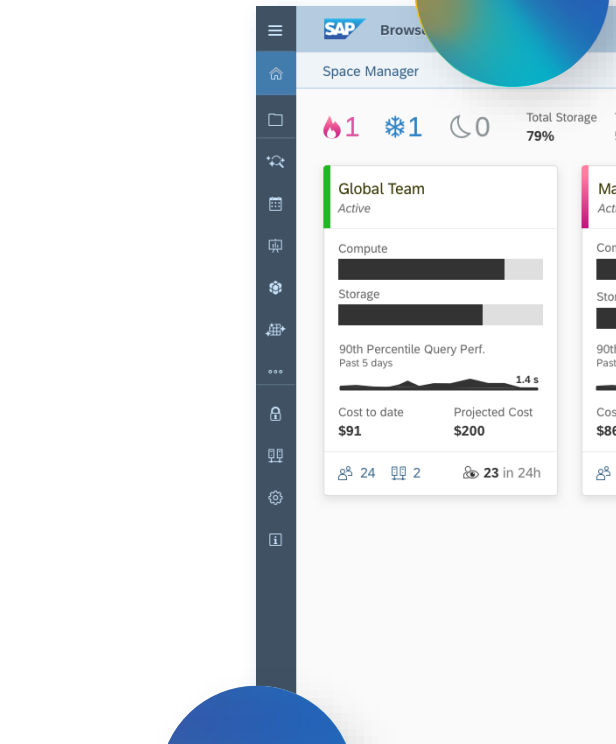 SAP
Space Manager
1 1 0
Total Storage
79%
Global Team
Active
Compute
Storage
90th Percentile Query Perf.
Past 5 days
1.4 s
Cost to date Projected Cost
$91 $200
24 2 23 in 24h